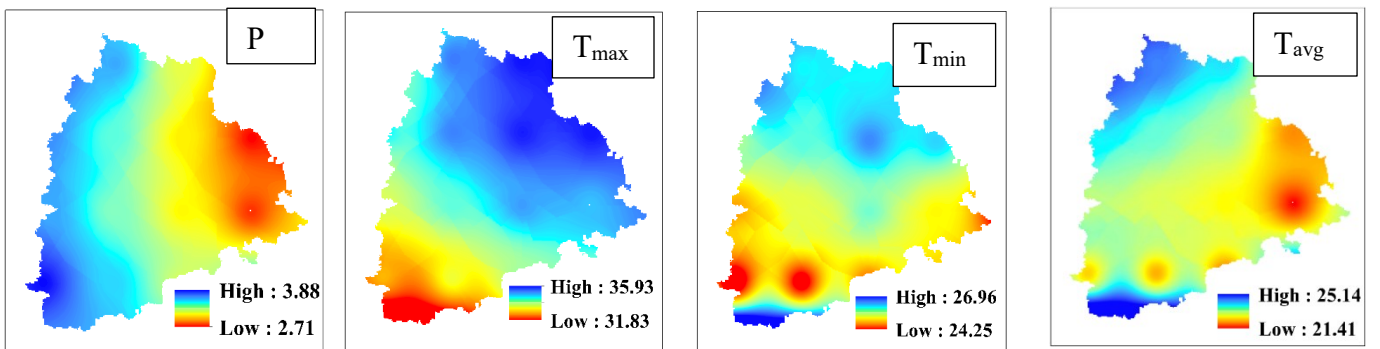 P
High : 3.88
Low : 2.71
Tmax
High : 35.93
Low : 31.83
Tmin
High : 26.96
Low : 24.25
Tavg
High : 25.14
Low : 21.41